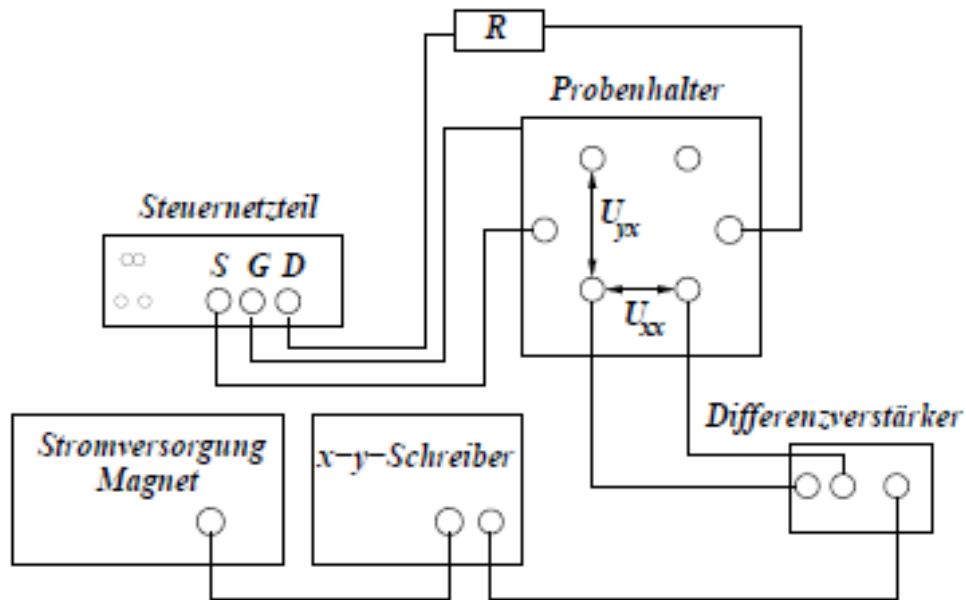 R
Probenhalter
Steuernetzteil
U_yx
S G D
U_xx
Differenzverstärker
Stromversorgung
Magnet
x-y-Schreiber